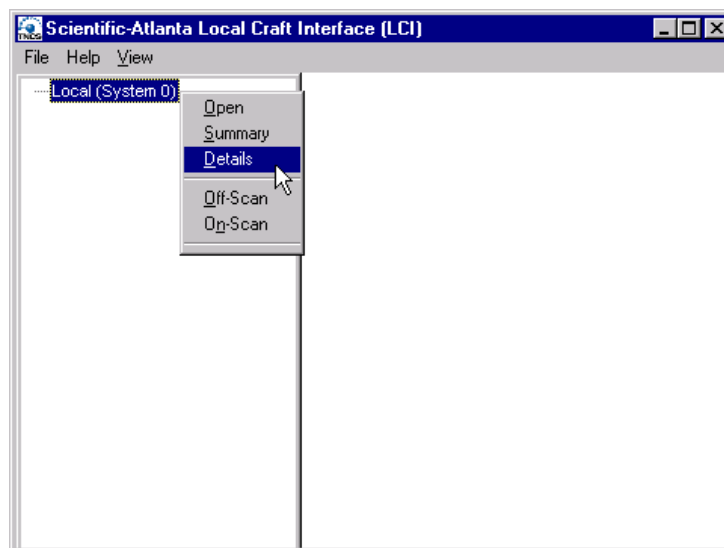 Scientific-Atlanta Local Craft Interface (LCI)
File Help View
Local (System 0)
Open
Summary
Details
Off-Scan
On-Scan